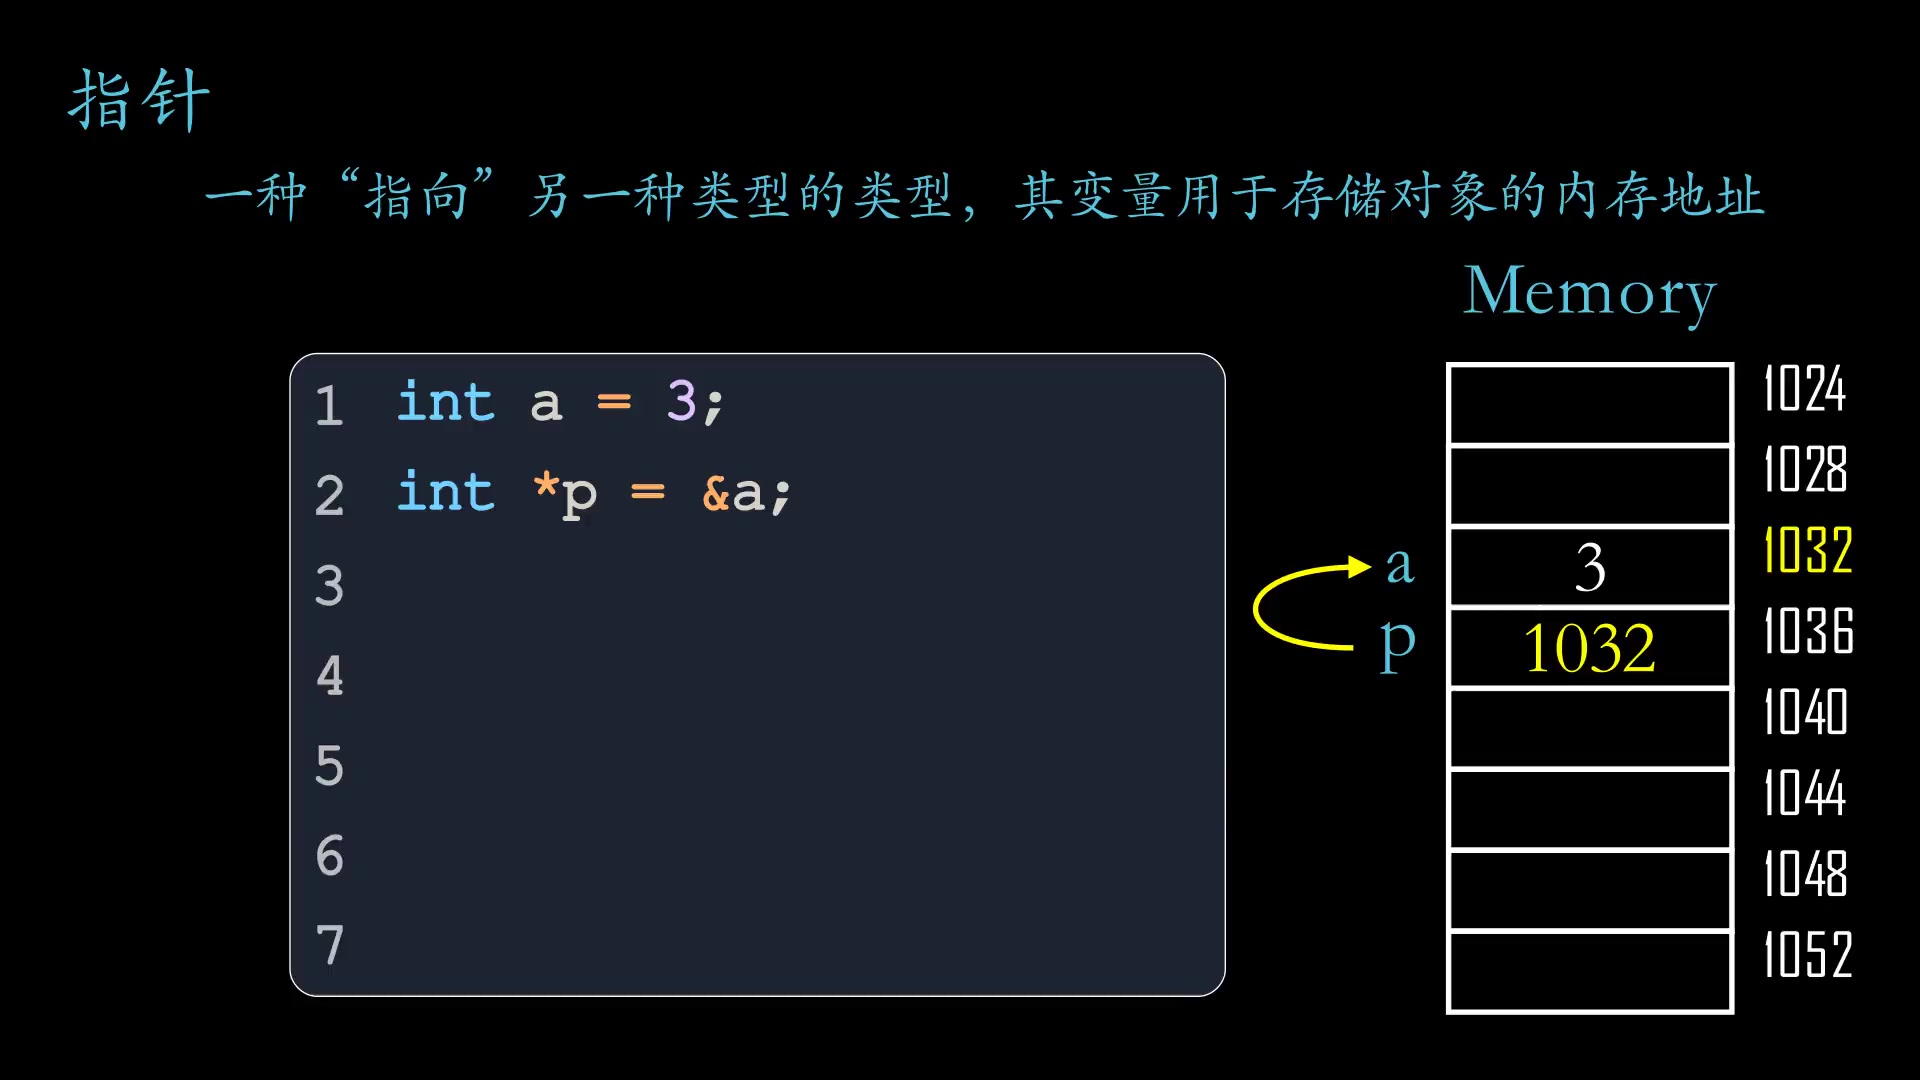 指针
一种“指向”另一种类型的类型，其变量用于存储对象的内存地址
Memory
1 int a = 3;
2 int *p = &a;
3
4
5
6
7
1024
1028
a 3 1032
p 1032 1036
1040
1044
1048
1052